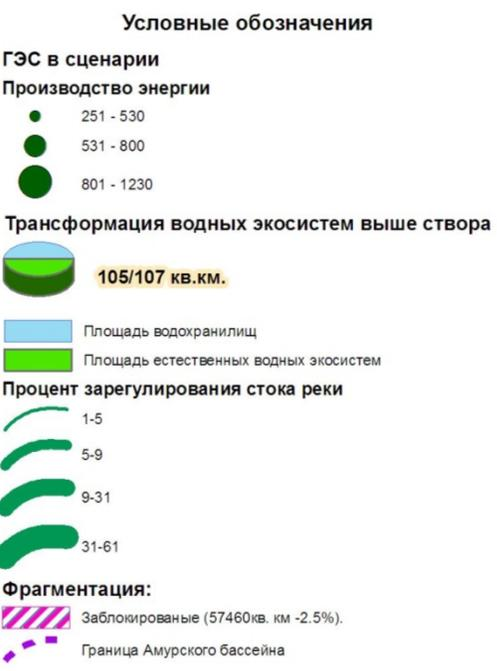 Условные обозначения
ГЭС в сценарии
Производство энергии
251 - 530
531 - 800
801 - 1230
Трансформация водных экосистем выше створа
105/107 кв.км.
Площадь водохранилищ
Площадь естественных водных экосистем
Процент зарегулирования стока реки
1-5
5-9
9-31
31-61
Фрагментация:
Заблокированые (57460кв. км -2.5%).
Граница Амурского бассейна